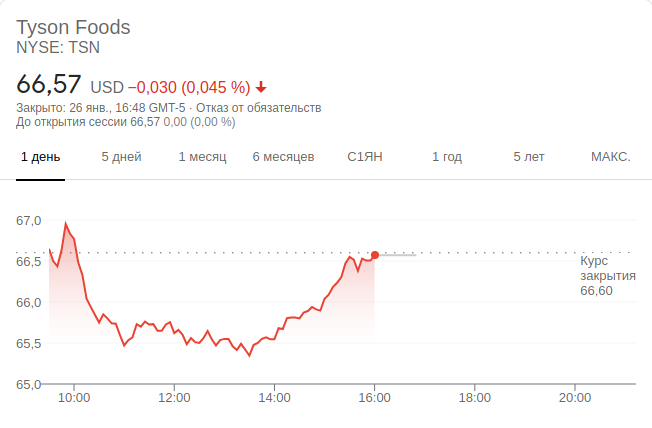 Tyson Foods
NYSE: TSN
66,57 USD −0,030 (0,045 %)
Закрыто: 26 янв., 16:48 GMT-5 · Отказ от обязательств
До открытия сессии 66,57 0,00 (0,00 %)
1 день 5 дней 1 месяц 6 месяцев С1ЯН 1 год 5 лет МАКС.
67,0
66,5
66,0
65,5
65,0
Курс
закрытия
66,60
10:00 12:00 14:00 16:00 18:00 20:00